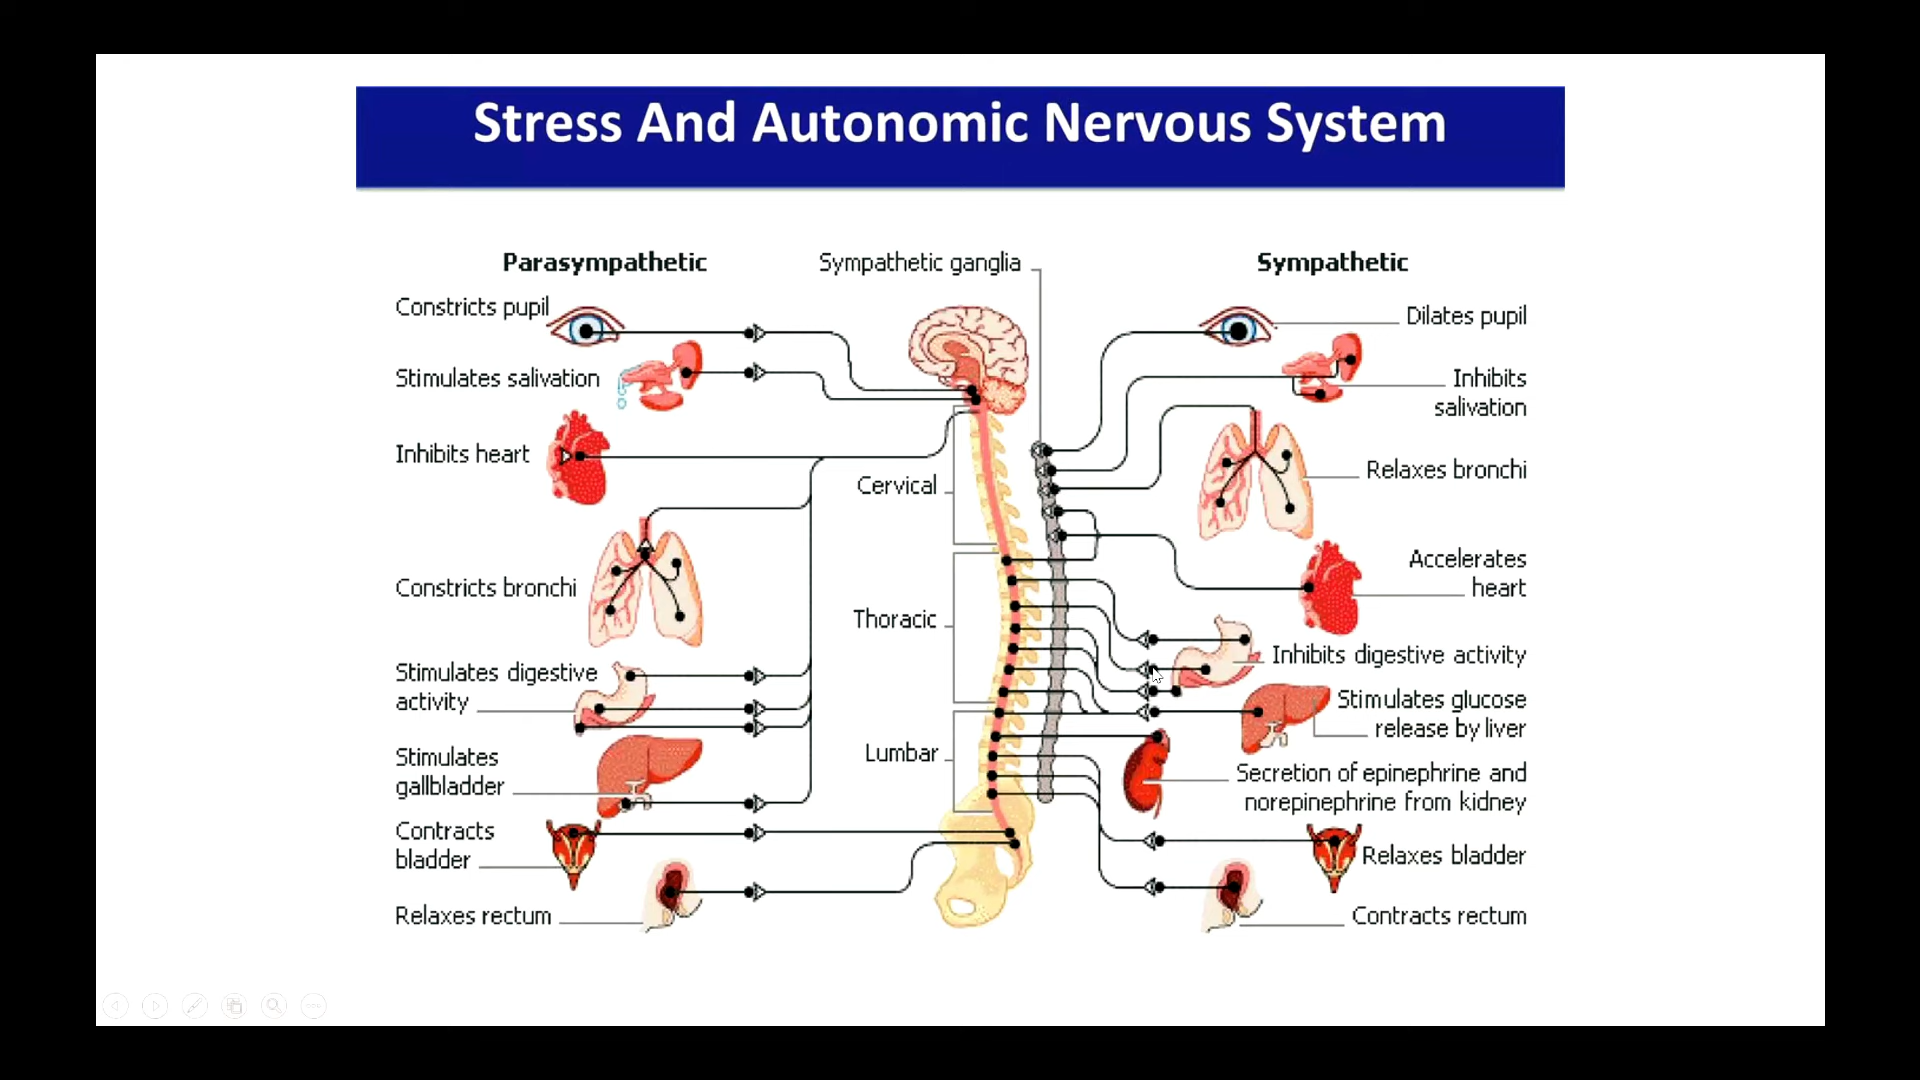 Stress And Autonomic Nervous System
Parasympathetic
Sympathetic ganglia
Sympathetic
Constricts pupil
Stimulates salivation
Inhibits heart
Constricts bronchi
Stimulates digestive
activity
Stimulates
gallbladder
Contracts
bladder
Relaxes rectum
Cervical
Thoracic
Lumbar
Dilates pupil
Inhibits
salivation
Relaxes bronchi
Accelerates
heart
Inhibits digestive activity
Stimulates glucose
release by liver
Secretion of epinephrine and
norepinephrine from kidney
Relaxes bladder
Contracts rectum